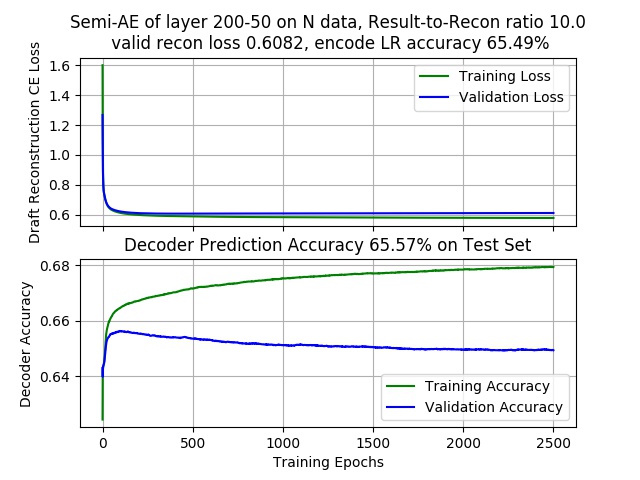 Semi-AE of layer 200-50 on N data, Result-to-Recon ratio 10.0
valid recon loss 0.6082, encode LR accuracy 65.49%
Draft Reconstruction CE Loss
1.6
1.4
1.2
1.0
0.8
0.6
Training Loss
Validation Loss
Decoder Prediction Accuracy 65.57% on Test Set
Decoder Accuracy
0.68
0.66
0.64
Training Accuracy
Validation Accuracy
0 500 1000 1500 2000 2500
Training Epochs